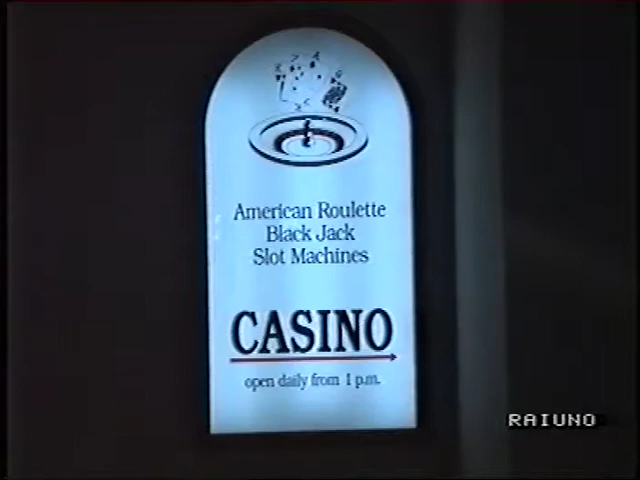 American Roulette
Black Jack
Slot Machines
CASINO
open daily from 1 p.m.
RAIUNO